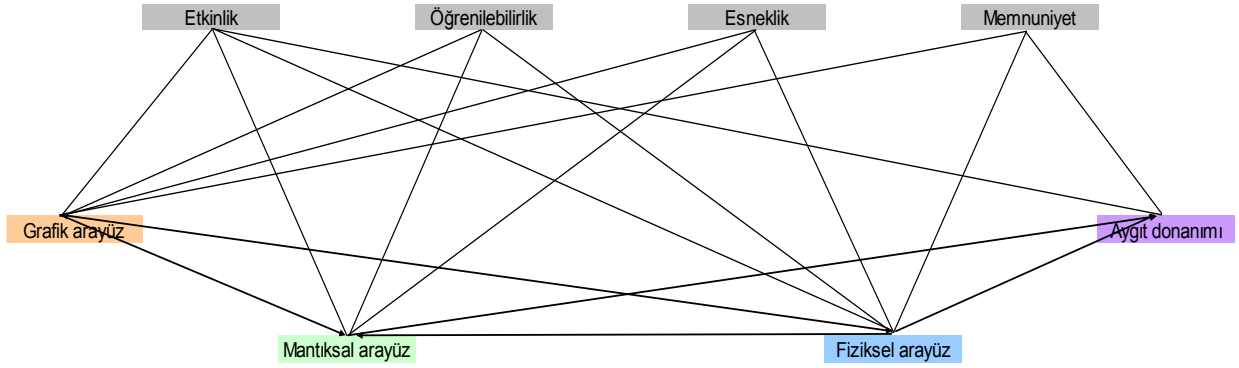 Etkinlik
Öğrenilebilirlik
Esneklik
Memnuniyet
Grafik arayüz
Aygıt donanımı
Mantıksal arayüz
Fiziksel arayüz